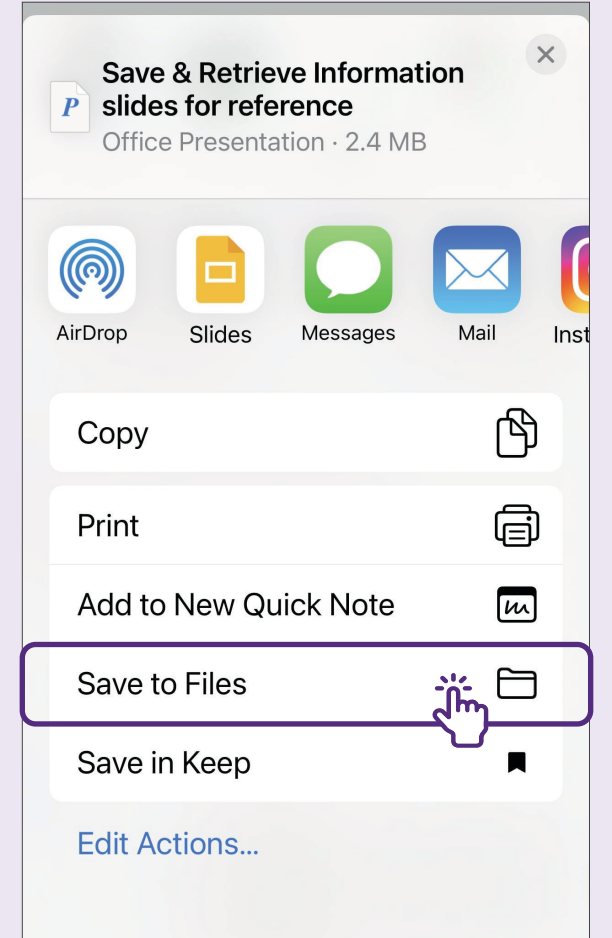 Save & Retrieve Information
slides for reference
P
Office Presentation · 2.4 MB
AirDrop
Slides
Messages
Mail
Inst
Copy
Print
Add to New Quick Note
Save to Files
Save in Keep
Edit Actions...